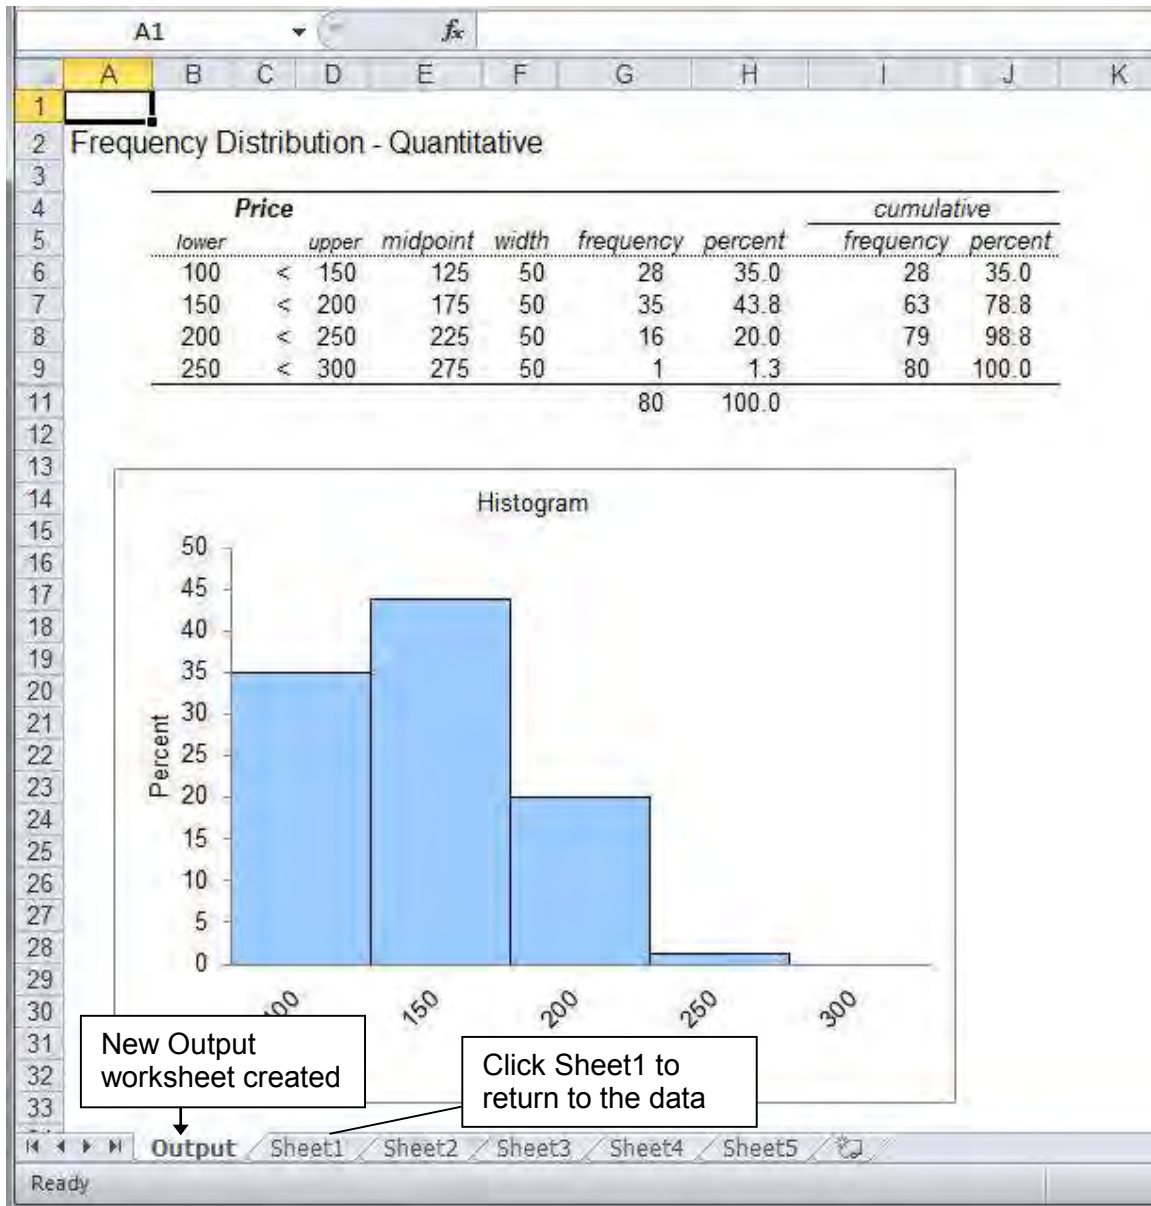 A1 fx
A B C D E F G H I J K
1
2 Frequency Distribution - Quantitative
3
4 Price cumulative
5 lower upper midpoint width frequency percent frequency percent
6 100 < 150 125 50 28 35.0 28 35.0
7 150 < 200 175 50 35 43.8 63 78.8
8 200 < 250 225 50 16 20.0 79 98.8
9 250 < 300 275 50 1 1.3 80 100.0
11 80 100.0
12
13
14 Histogram
15
16 50
17 45
18 40
19
20 35
21 30
22 25
23 20
24
25 15
26 10
27 5
28 0
29
30 150 200 250 300
31
32
33
Percent
New Output
worksheet created
Click Sheet1 to
return to the data
Output Sheet1 Sheet2 Sheet3 Sheet4 Sheet5
Ready